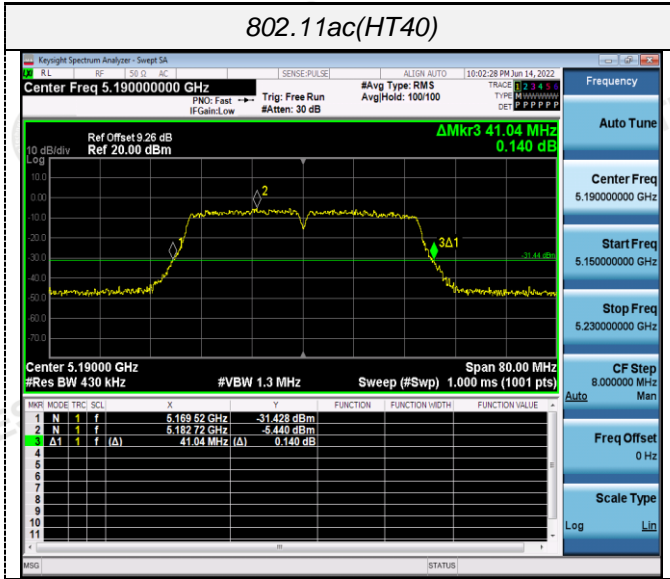 802.11ac(HT40)
Keysight Spectrum Analyzer - Swept SA
RL RF 50 Ω AC SENSE:PULSE ALIGN AUTO 10:02:28 PM Jun 14, 2022
Center Freq 5.190000000 GHz
PNO: Fast
IFGain:Low
Trig: Free Run
#Atten: 30 dB
#Avg Type: RMS
Avg|Hold: 100/100
TRACE 1 2 3 4 5 6
TYPE M W W W W W
DET P P P P P P
Frequency
Auto Tune
Center Freq
5.190000000 GHz
Start Freq
5.150000000 GHz
Stop Freq
5.230000000 GHz
CF Step
8.000000 MHz
Auto Man
Freq Offset
0 Hz
Scale Type
Log Lin
ΔMkr3 41.04 MHz
0.140 dB
Ref Offset 9.26 dB
10 dB/div Ref 20.00 dBm
Log
10.0
0.00
-10.0
2
-20.0
1
3Δ1
-30.0
-31.44 dBm
-40.0
-50.0
-60.0
-70.0
Center 5.19000 GHz Span 80.00 MHz
#Res BW 430 kHz #VBW 1.3 MHz Sweep (#Swp) 1.000 ms (1001 pts)
MKR MODE TRC SCL X Y FUNCTION FUNCTION WIDTH FUNCTION VALUE
1 N 1 f 5.169 52 GHz -31.428 dBm
2 N 1 f 5.182 72 GHz -5.440 dBm
3 Δ1 1 f (Δ) 41.04 MHz (Δ) 0.140 dB
4
5
6
7
8
9
10
11
MSG STATUS